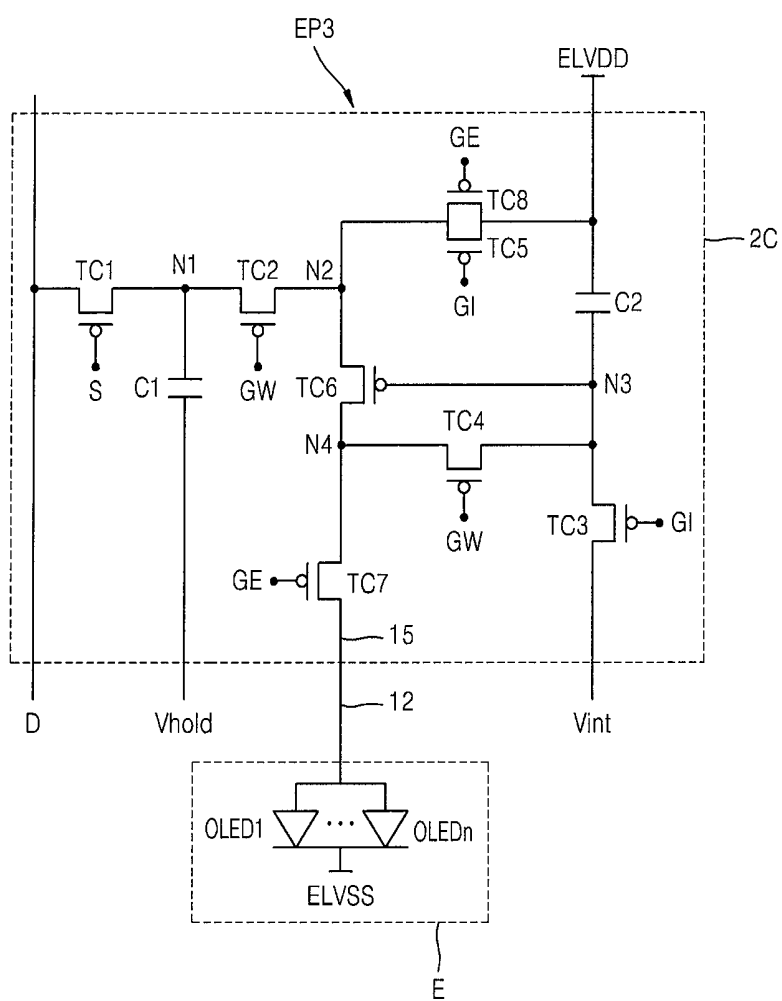 EP3
ELVDD
GE
TC8
2C
TC1
N1
TC2
N2
TC5
GI
C2
S
C1
GW
TC6
N3
TC4
N4
GW
TC3
GI
GE
TC7
15
D
Vhold
12
Vint
OLED1
OLEDn
ELVSS
E